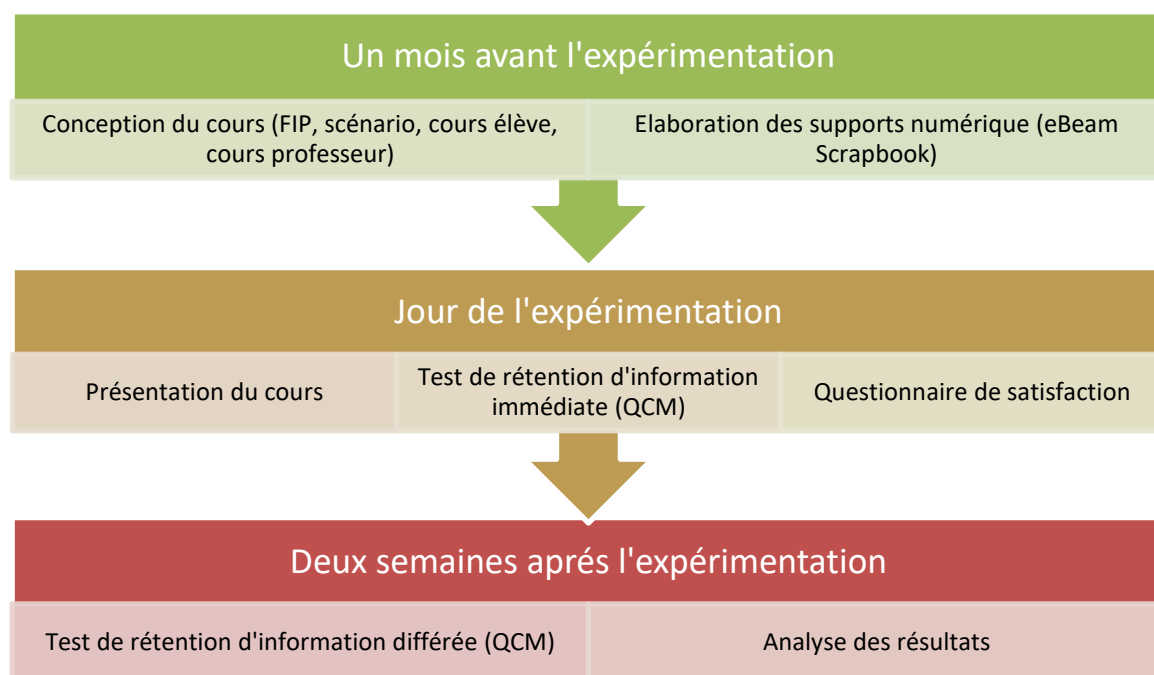 Un mois avant l'expérimentation
Conception du cours (FIP, scénario, cours élève,
cours professeur)
Elaboration des supports numérique (eBeam
Scrapbook)
Jour de l'expérimentation
Présentation du cours
Test de rétention d'information
immédiate (QCM)
Questionnaire de satisfaction
Deux semaines aprés l'expérimentation
Test de rétention d'information différée (QCM)
Analyse des résultats